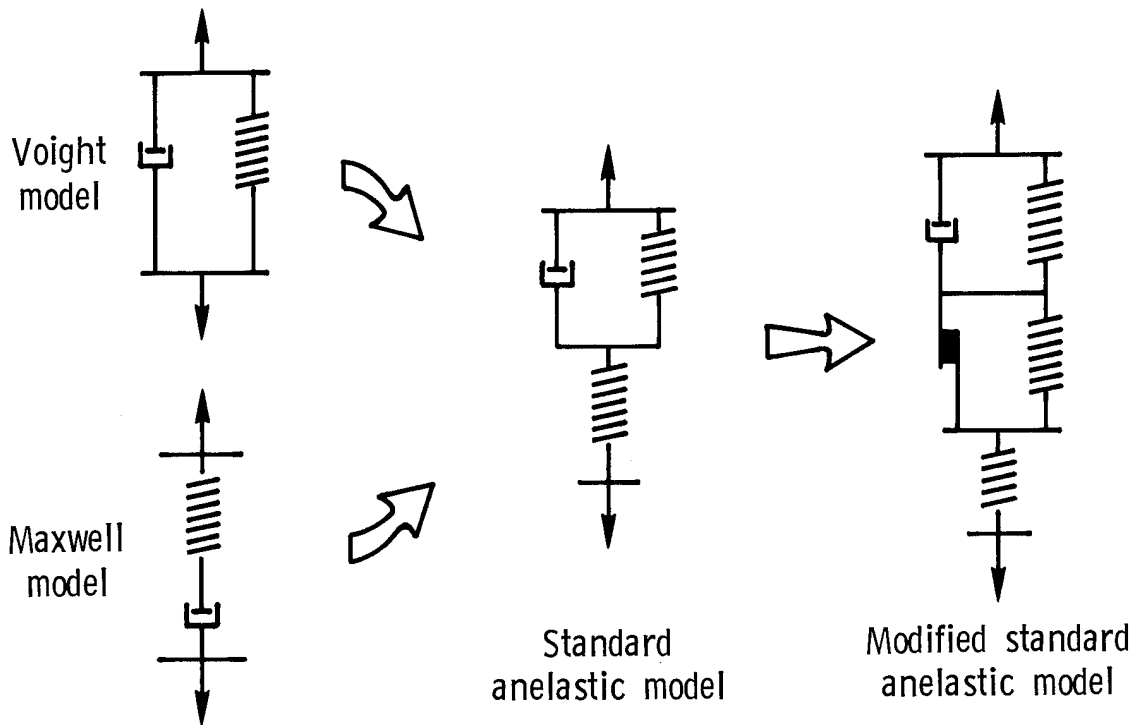 Voight
model
Maxwell
model
Standard
anelastic model
Modified standard
anelastic model